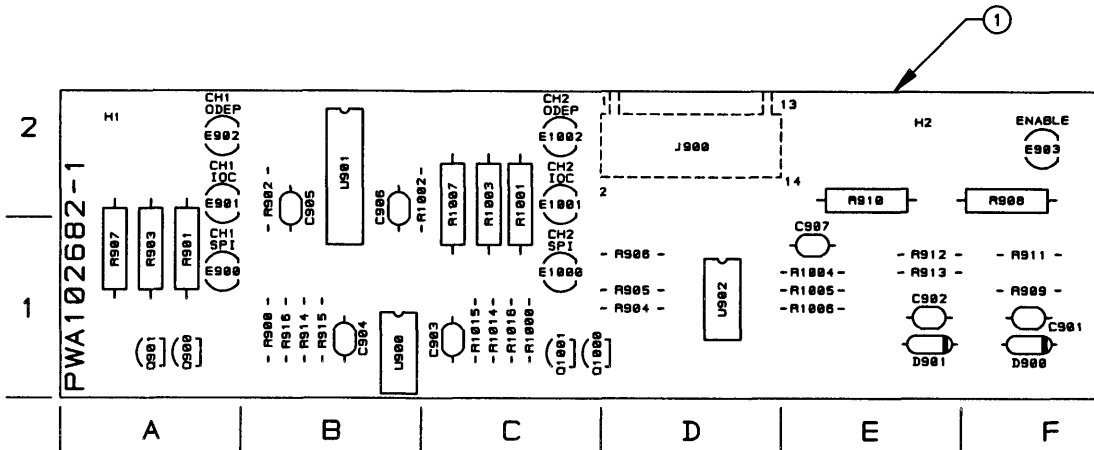 1
2
1
PWA102682-1
H1
CH1
ODEP
E902
CH1
IOC
E901
CH1
SPI
E900
R907
R903
R901
Q901
Q900
U901
R902
C905
C906
R1002
R900
R916
R914
R915
C904
U900
CH2
ODEP
E1002
CH2
IOC
E1001
CH2
SPI
E1000
R1007
R1003
R1001
C903
R1015
R1014
R1016
R1000
Q1001
Q1000
1
13
J900
2
14
R906
R905
R904
U902
H2
R910
C907
R1004
R1005
R1006
R912
R913
C902
D901
ENABLE
E903
R908
R911
R909
C901
D900
A
B
C
D
E
F